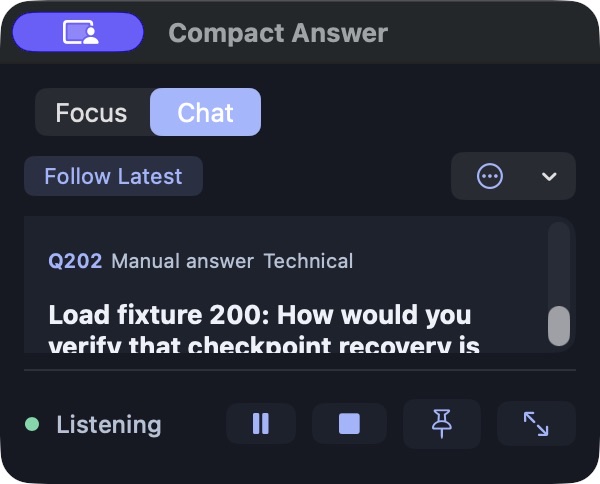 Compact Answer
Focus Chat
Follow Latest
Q202 Manual answer Technical
Load fixture 200: How would you
verify that checkpoint recovery is
Listening